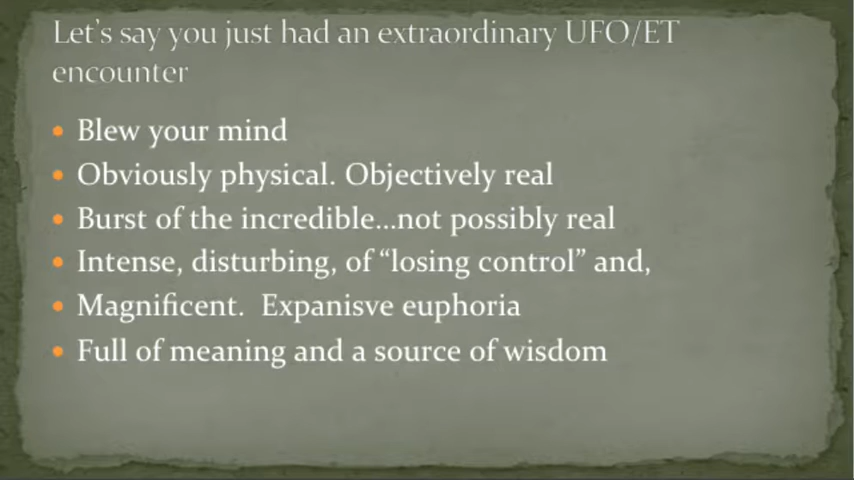 Let's say you just had an extraordinary UFO/ET
encounter
• Blew your mind
• Obviously physical. Objectively real
• Burst of the incredible...not possibly real
• Intense, disturbing, of “losing control” and,
• Magnificent.  Expanisve euphoria
• Full of meaning and a source of wisdom